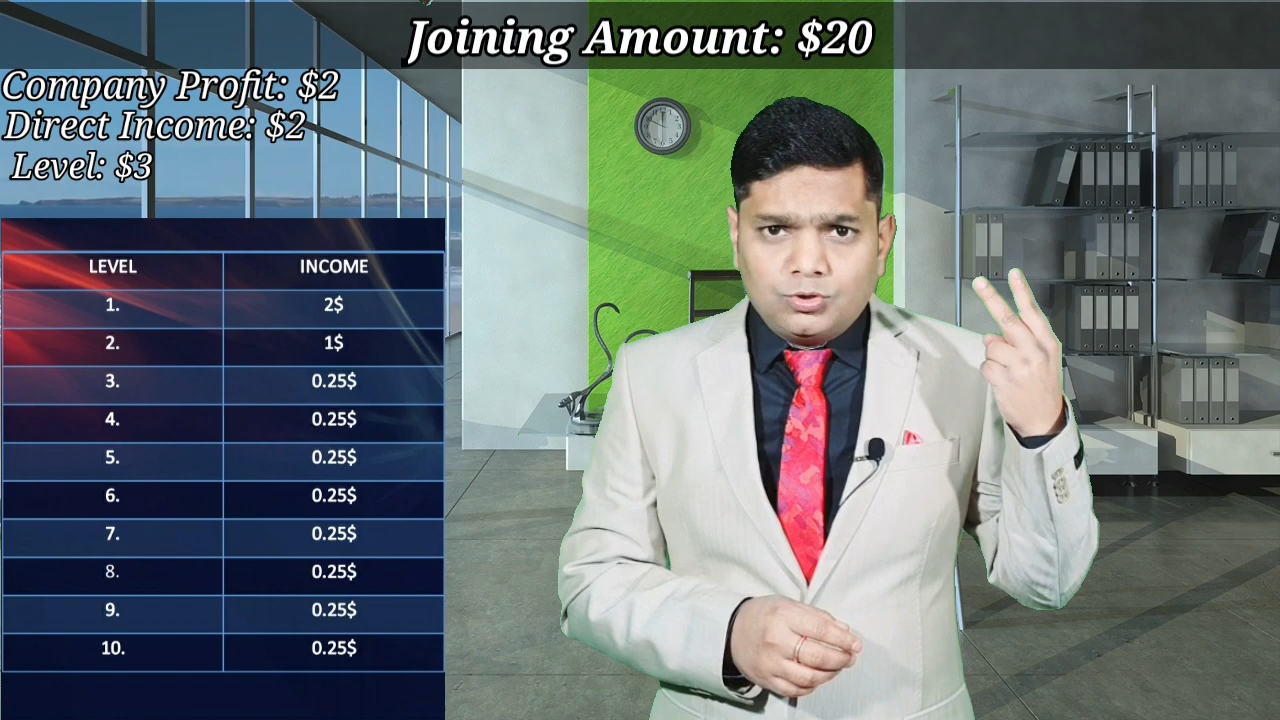 Joining Amount: $20
Company Profit: $2
Direct Income: $2
Level: $3
LEVEL INCOME
1. 2$
2. 1$
3. 0.25$
4. 0.25$
5. 0.25$
6. 0.25$
7. 0.25$
8. 0.25$
9. 0.25$
10. 0.25$